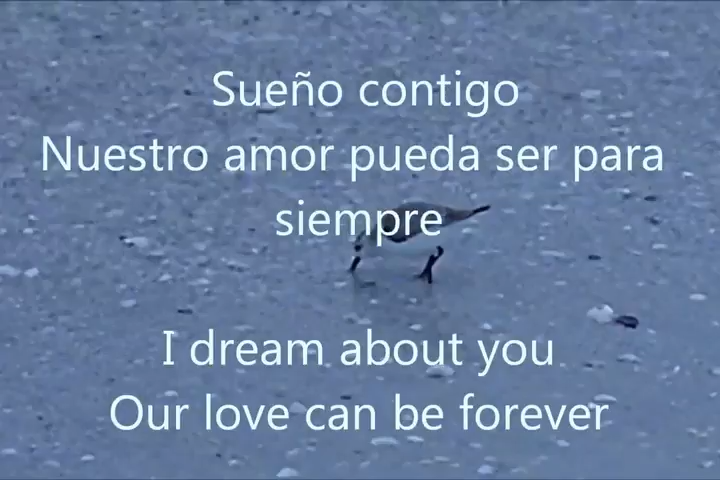 Sueño contigo
Nuestro amor pueda ser para
siempre
I dream about you
Our love can be forever